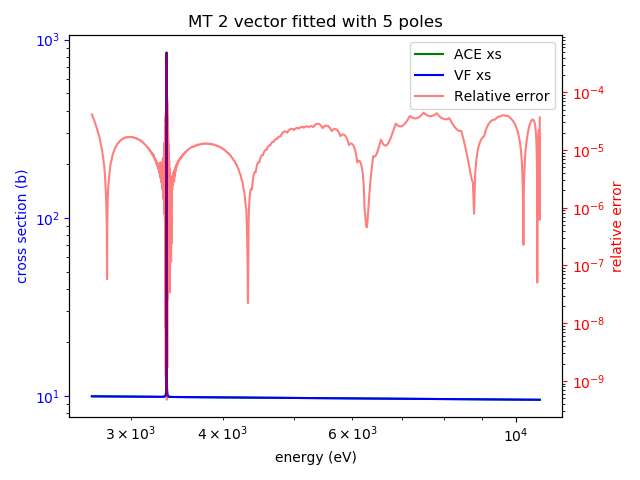 MT 2 vector fitted with 5 poles
ACE xs
VF xs
Relative error
10³
10²
10¹
cross section (b)
10⁻⁴
10⁻⁵
10⁻⁶
10⁻⁷
10⁻⁸
10⁻⁹
relative error
3 × 10³
4 × 10³
6 × 10³
10⁴
energy (eV)